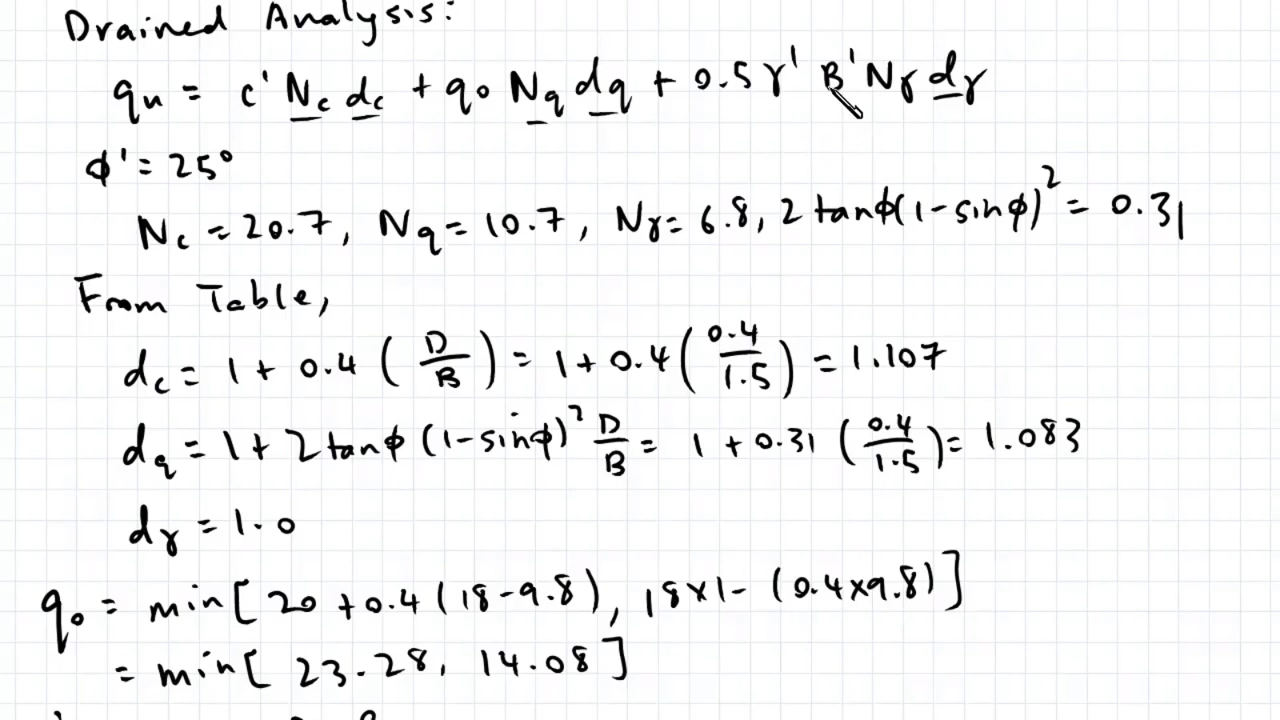 Drained Analysis:
qu = c' Nc dc + q0 Nq dq + 0.5 γ' B' Nγ dγ
ϕ' = 25°
Nc = 20.7, Nq = 10.7, Nγ = 6.8, 2 tanϕ(1-sinϕ)² = 0.31
From Table,
dc = 1 + 0.4 (D/B) = 1 + 0.4 (0.4/1.5) = 1.107
dq = 1 + 2 tanϕ (1-sinϕ)² D/B = 1 + 0.31 (0.4/1.5) = 1.083
dγ = 1.0
q0 = min[ 20 + 0.4 (18-9.8), 18×1 - (0.4×9.8)]
= min[ 23.28, 14.08 ]